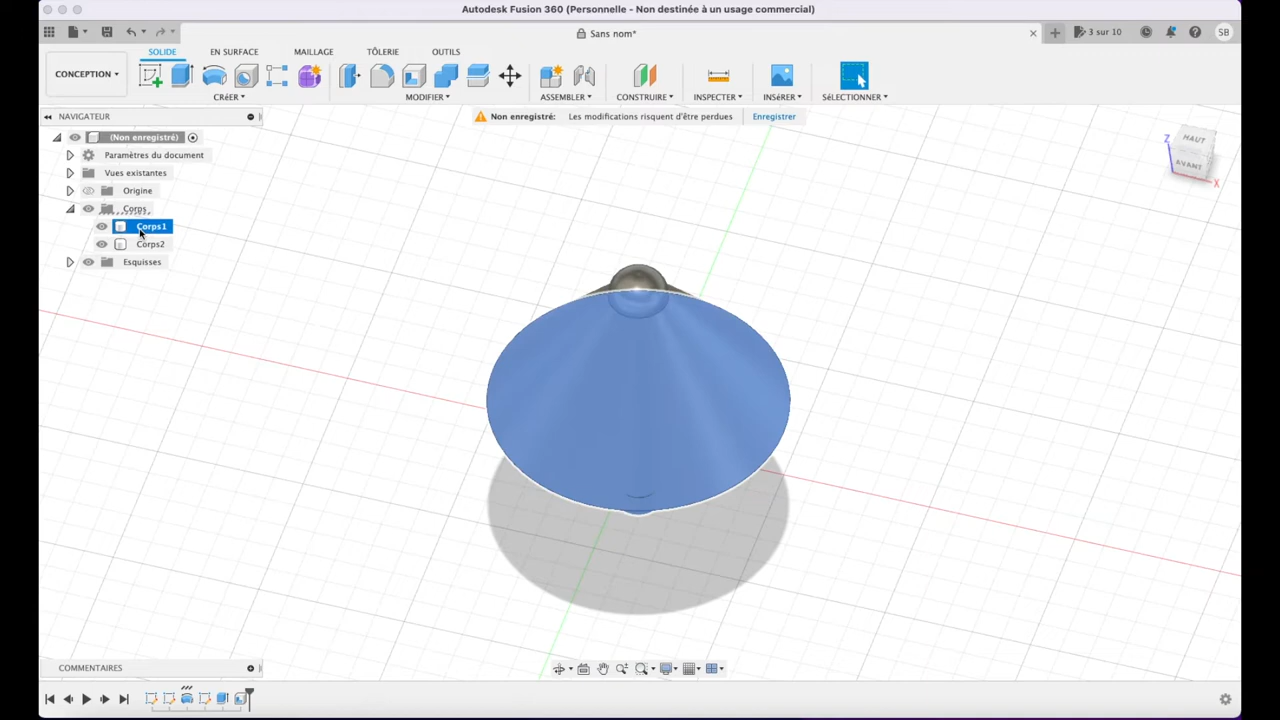 Autodesk Fusion 360 (Personnelle - Non destinée à un usage commercial)
Sans nom*
3 sur 10
SB
CONCEPTION
SOLIDE
EN SURFACE
MAILLAGE
TÔLERIE
OUTILS
CRÉER
MODIFIER
ASSEMBLER
CONSTRUIRE
INSPECTER
INSÉRER
SÉLECTIONNER
NAVIGATEUR
Non enregistré:
Les modifications risquent d'être perdues
Enregistrer
(Non enregistré)
Paramètres du document
Vues existantes
Origine
Corps
Corps1
Corps2
Esquisses
HAUT
AVANT
Z
X
COMMENTAIRES